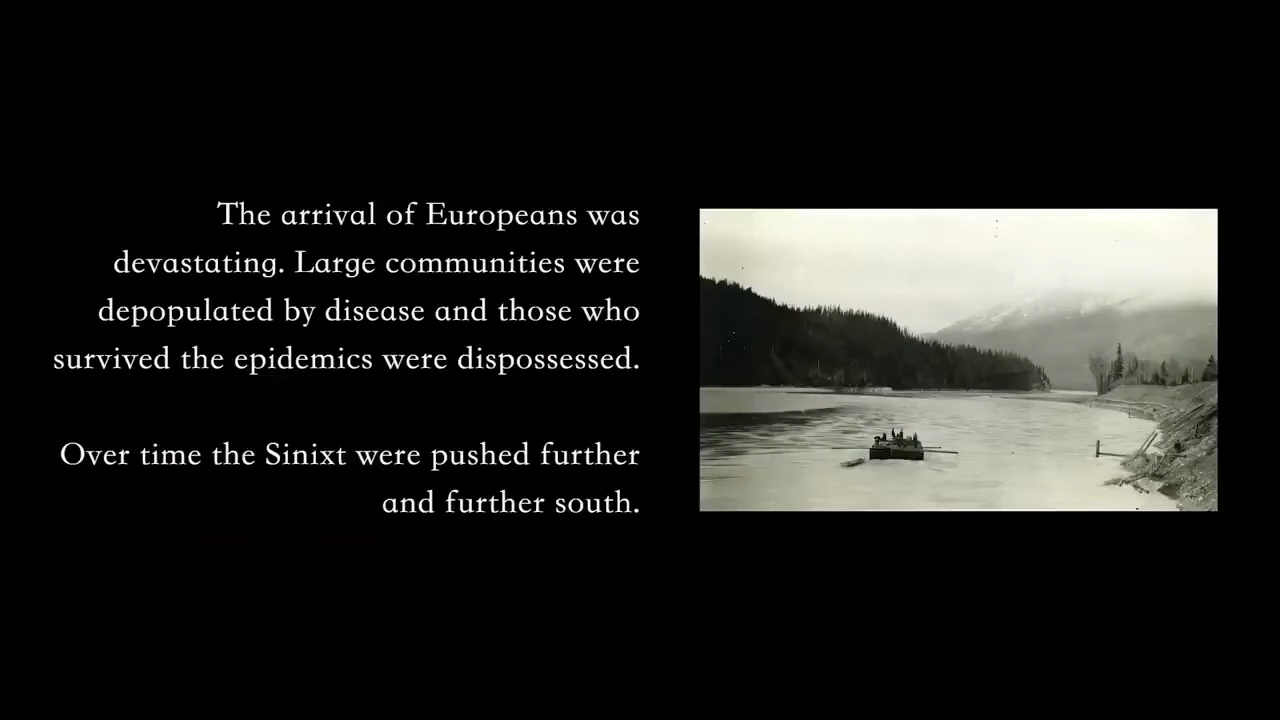 The arrival of Europeans was
devastating. Large communities were
depopulated by disease and those who
survived the epidemics were dispossessed.
Over time the Sinixt were pushed further
and further south.